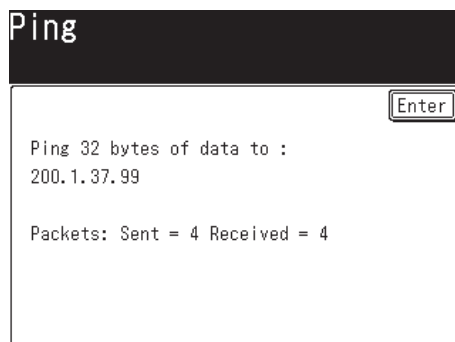 Ping
Enter
Ping 32 bytes of data to :
200.1.37.99
Packets: Sent = 4 Received = 4